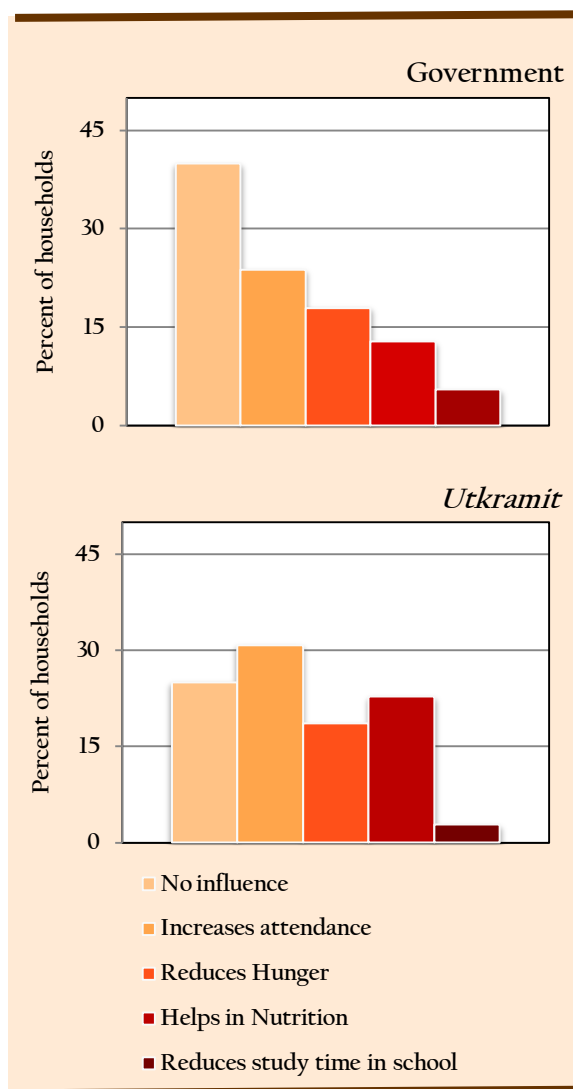 Government
Percent of households
45
30
15
0
Utkramit
Percent of households
45
30
15
0
No influence
Increases attendance
Reduces Hunger
Helps in Nutrition
Reduces study time in school